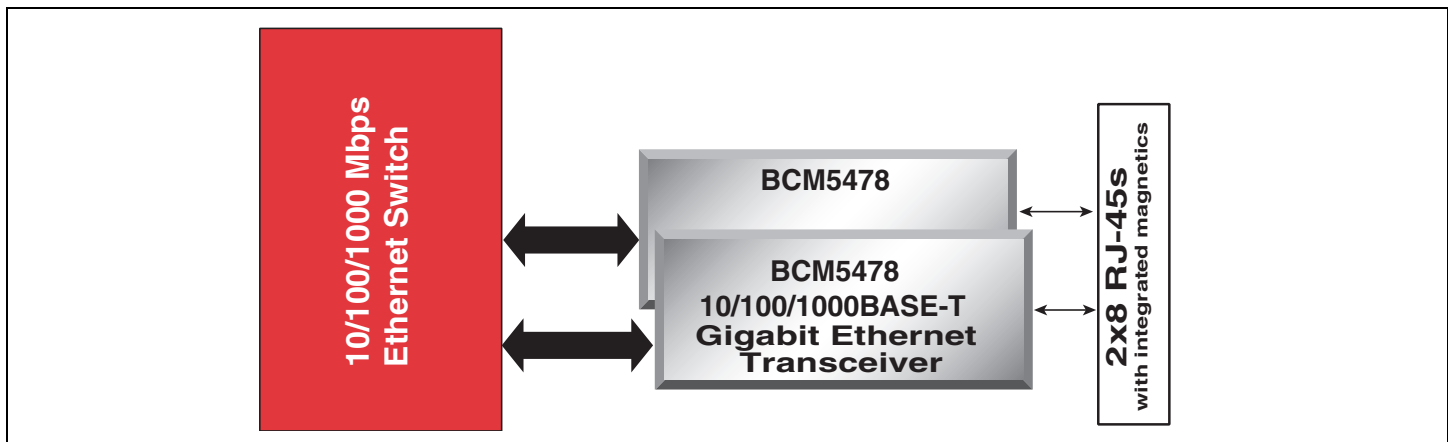 10/100/1000 Mbps
Ethernet Switch
BCM5478
BCM5478
10/100/1000BASE-T
Gigabit Ethernet
Transceiver
2x8 RJ-45s
with integrated magnetics